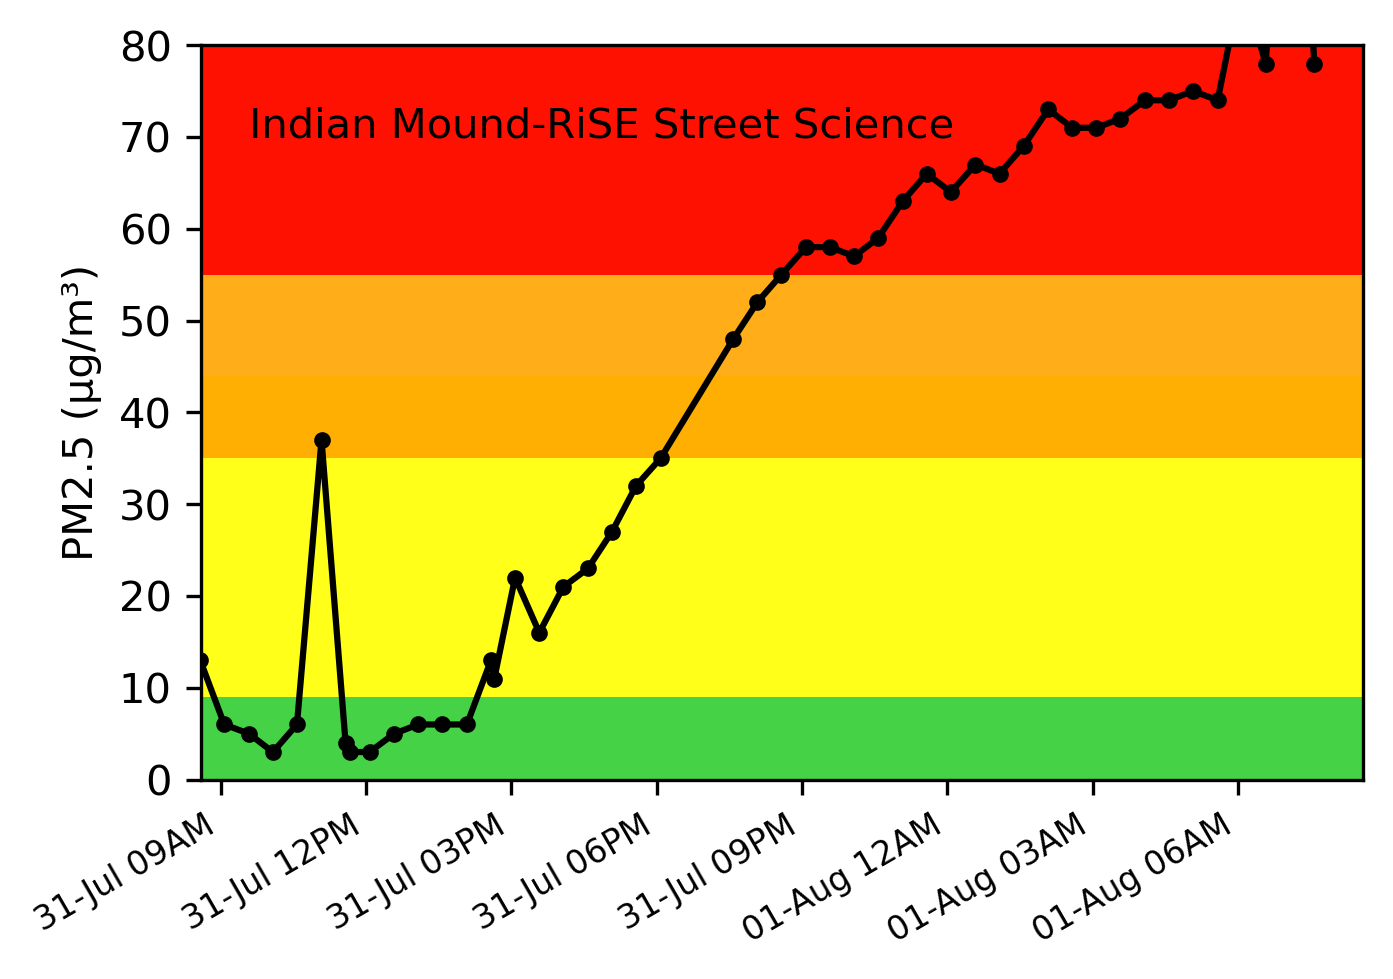 80
Indian Mound-RiSE Street Science
70
60
50
40
30
20
10
0
PM2.5 (µg/m³)
31-Jul 09AM
31-Jul 12PM
31-Jul 03PM
31-Jul 06PM
31-Jul 09PM
01-Aug 12AM
01-Aug 03AM
01-Aug 06AM